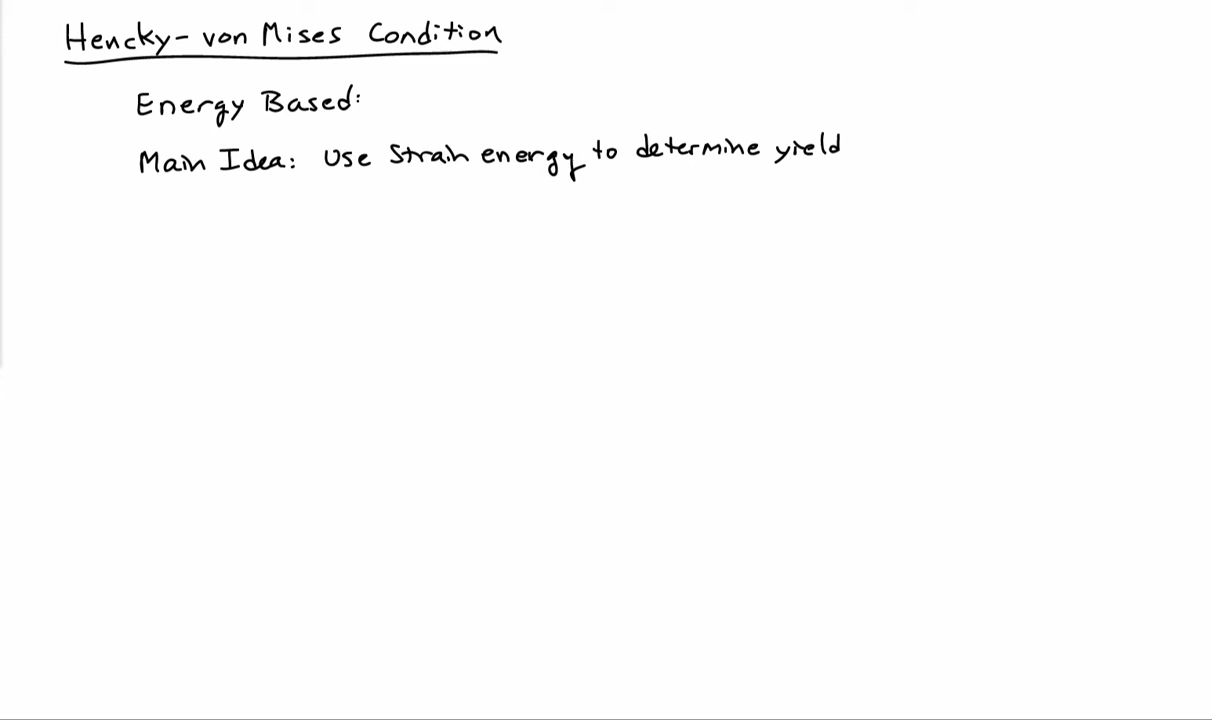 Hencky-von Mises Condition
Energy Based:
Main Idea: Use Strain energy to determine yield